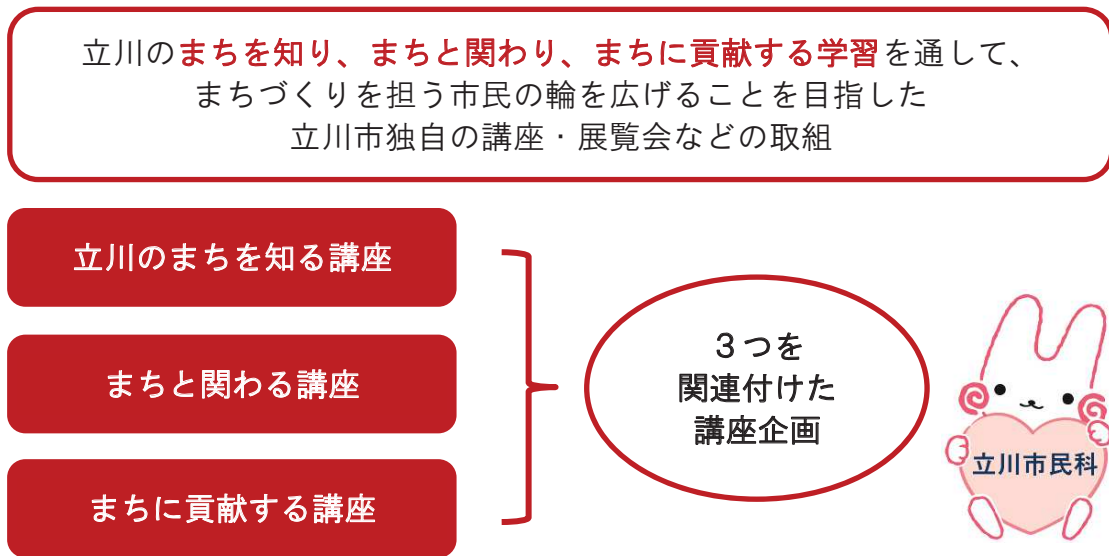 立川のまちを知り、まちと関わり、まちに貢献する学習を通して、
まちづくりを担う市民の輪を広げることを目指した
立川市独自の講座・展覧会などの取組
立川のまちを知る講座
まちと関わる講座
まちに貢献する講座
３つを
関連付けた
講座企画
立川市民科